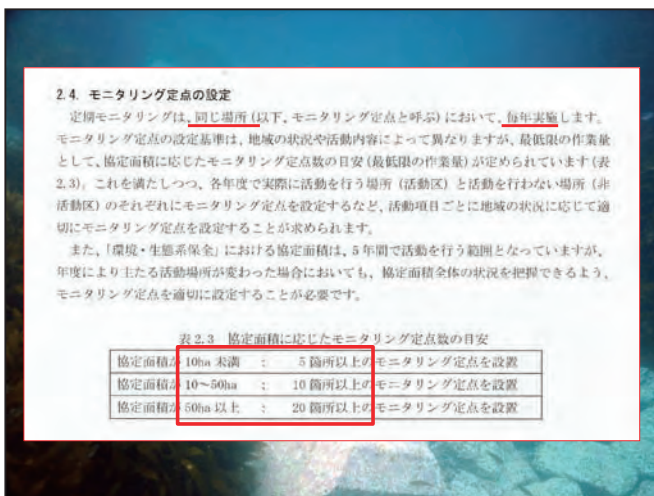 2.4. モニタリング定点の設定
定期モニタリングは、同じ場所（以下、モニタリング定点と呼ぶ）において、毎年実施します。
モニタリング定点の設定基準は、地域の状況や活動内容によって異なりますが、最低限の作業量
として、協定面積に応じたモニタリング定点数の目安（最低限の作業量）が定められています（表
2.3）。これを満たしつつ、各年度で実際に活動を行う場所（活動区）と活動を行わない場所（非
活動区）のそれぞれにモニタリング定点を設定するなど、活動項目ごとに地域の状況に応じて適
切にモニタリング定点を設定することが求められます。
また、「環境・生態系保全」における協定面積は、5年間で活動を行う範囲となっていますが、
年度により主たる活動場所が変わった場合においても、協定面積全体の状況を把握できるよう、
モニタリング定点を適切に設定することが必要です。
表 2.3 協定面積に応じたモニタリング定点数の目安
協定面積が 10ha 未満 ： 5 箇所以上のモニタリング定点を設置
協定面積が 10～50ha ： 10 箇所以上のモニタリング定点を設置
協定面積が 50ha 以上 ： 20 箇所以上のモニタリング定点を設置